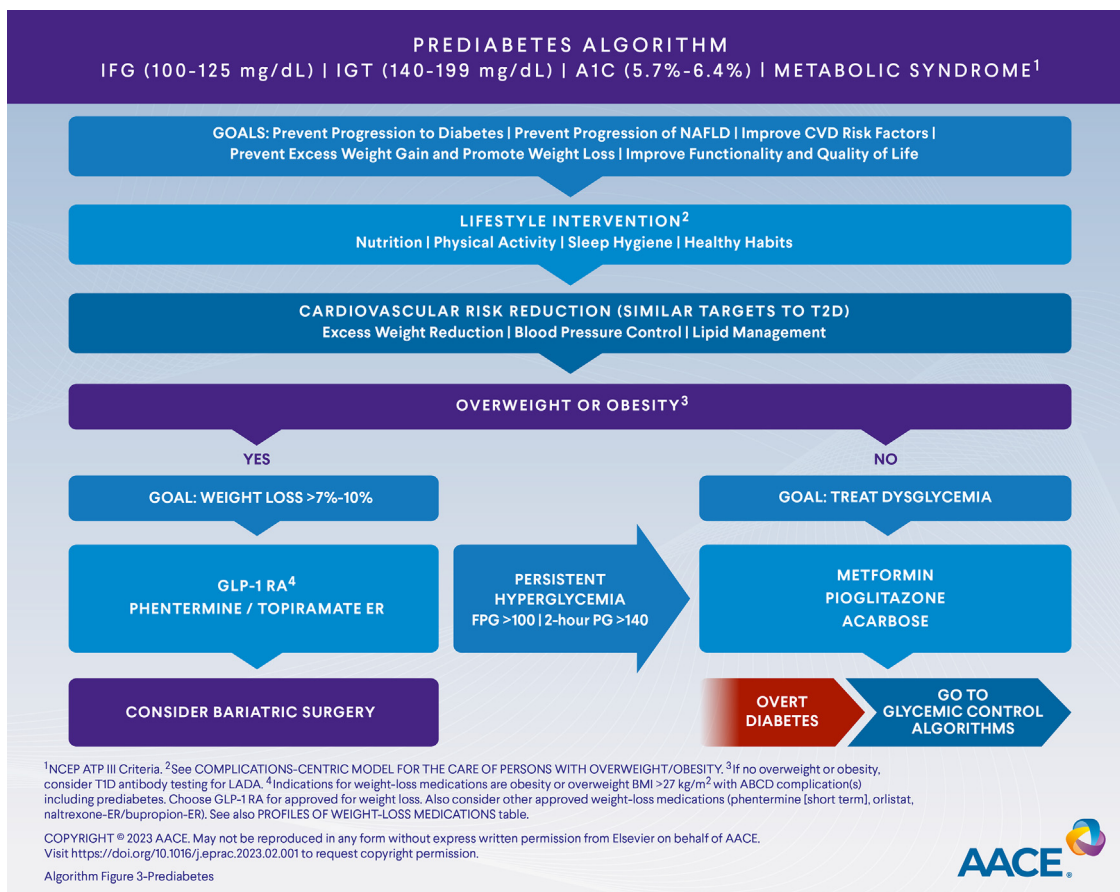 PREDIABETES ALGORITHM
IFG (100-125 mg/dL) | IGT (140-199 mg/dL) | A1C (5.7%-6.4%) | METABOLIC SYNDROME¹
GOALS: Prevent Progression to Diabetes | Prevent Progression of NAFLD | Improve CVD Risk Factors |
Prevent Excess Weight Gain and Promote Weight Loss | Improve Functionality and Quality of Life
LIFESTYLE INTERVENTION²
Nutrition | Physical Activity | Sleep Hygiene | Healthy Habits
CARDIOVASCULAR RISK REDUCTION (SIMILAR TARGETS TO T2D)
Excess Weight Reduction | Blood Pressure Control | Lipid Management
OVERWEIGHT OR OBESITY³
YES
NO
GOAL: WEIGHT LOSS >7%-10%
GOAL: TREAT DYSGLYCEMIA
GLP-1 RA⁴
PHENTERMINE / TOPIRAMATE ER
PERSISTENT
HYPERGLYCEMIA
FPG >100 | 2-hour PG >140
METFORMIN
PIOGLITAZONE
ACARBOSE
CONSIDER BARIATRIC SURGERY
OVERT
DIABETES
GO TO
GLYCEMIC CONTROL
ALGORITHMS
¹NCEP ATP III Criteria. ²See COMPLICATIONS-CENTRIC MODEL FOR THE CARE OF PERSONS WITH OVERWEIGHT/OBESITY. ³If no overweight or obesity,
consider T1D antibody testing for LADA. ⁴Indications for weight-loss medications are obesity or overweight BMI >27 kg/m² with ABCD complication(s)
including prediabetes. Choose GLP-1 RA for approved for weight loss. Also consider other approved weight-loss medications (phentermine [short term], orlistat,
naltrexone-ER/bupropion-ER). See also PROFILES OF WEIGHT-LOSS MEDICATIONS table.
COPYRIGHT © 2023 AACE. May not be reproduced in any form without express written permission from Elsevier on behalf of AACE.
Visit https://doi.org/10.1016/j.eprac.2023.02.001 to request copyright permission.
Algorithm Figure 3-Prediabetes
AACE®